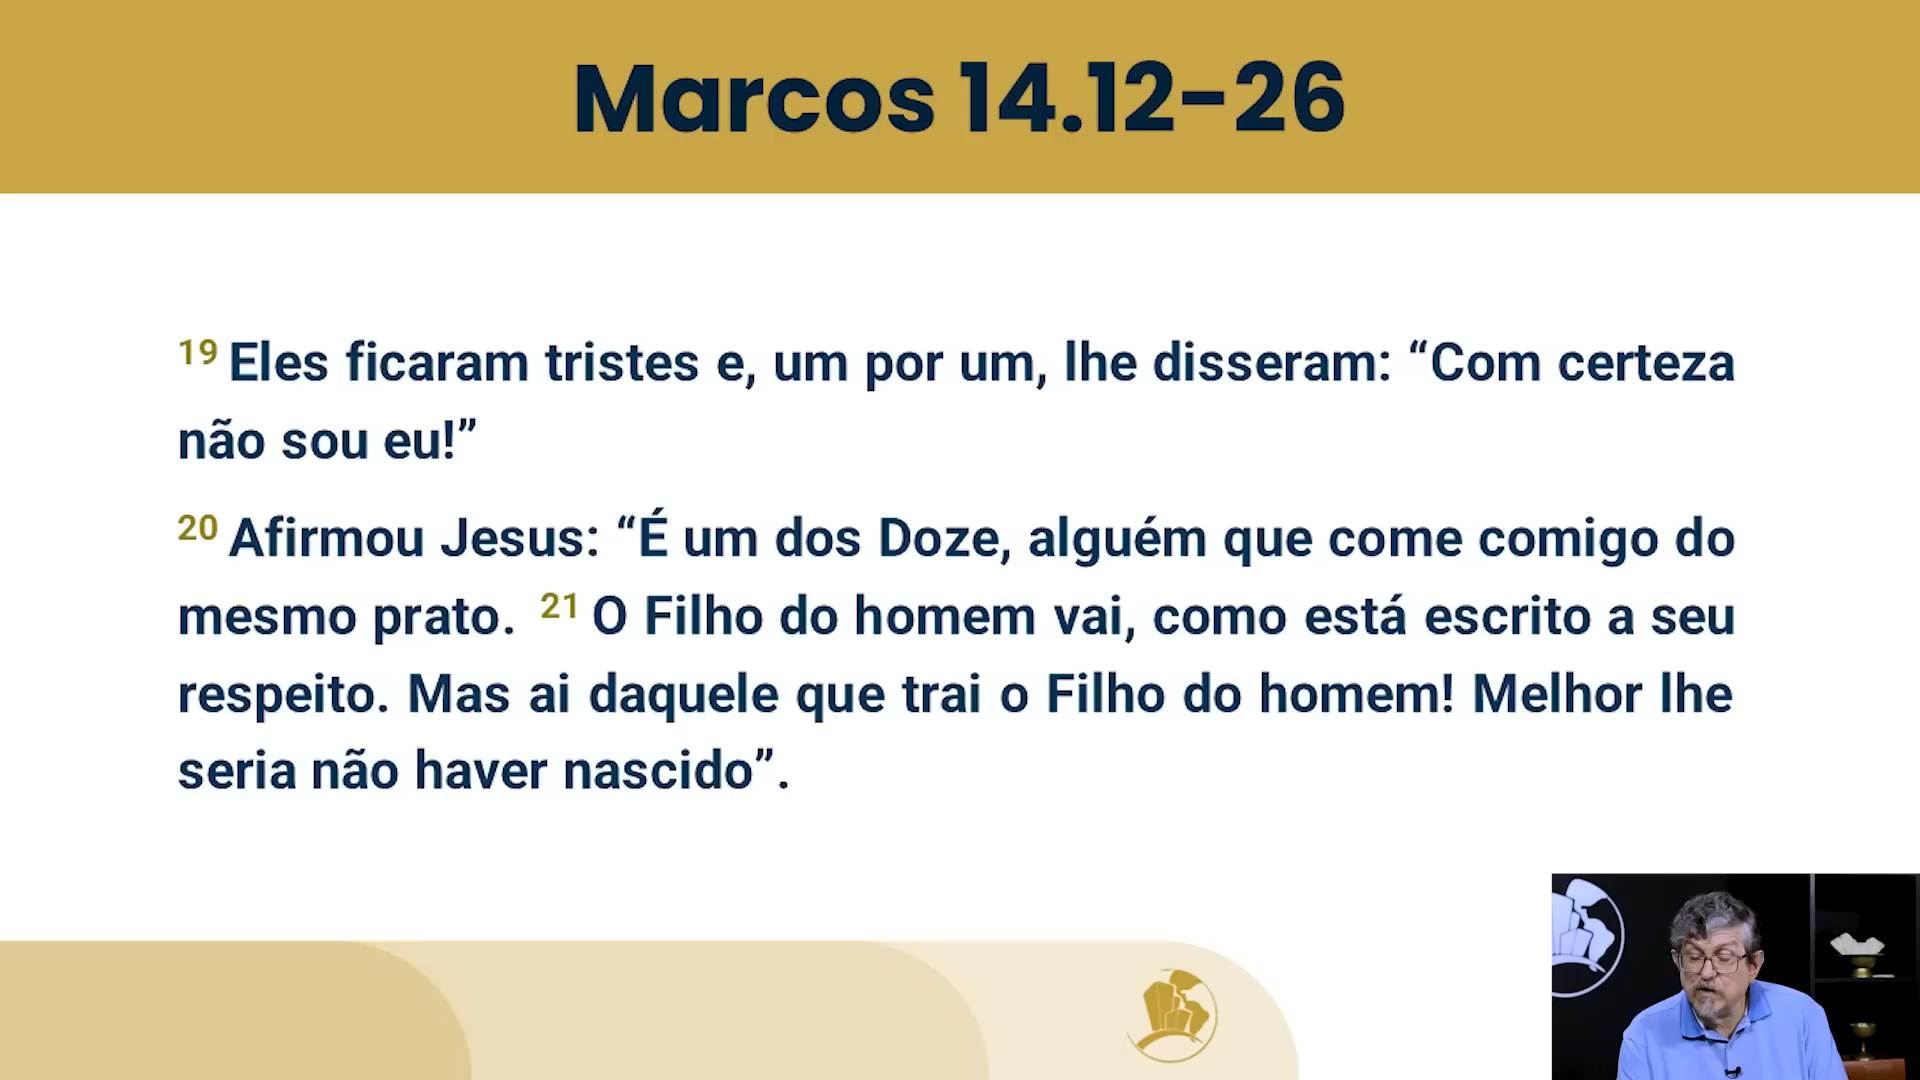 Marcos 14.12-26
19 Eles ficaram tristes e, um por um, lhe disseram: “Com certeza
não sou eu!”
20 Afirmou Jesus: “É um dos Doze, alguém que come comigo do
mesmo prato. 21 O Filho do homem vai, como está escrito a seu
respeito. Mas ai daquele que trai o Filho do homem! Melhor lhe
seria não haver nascido”.